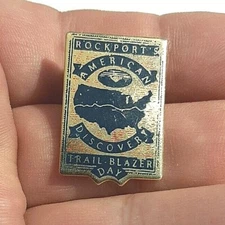 ROCKPORT'S
AMERICAN
DISCOVERY
TRAIL-BLAZER
DAY